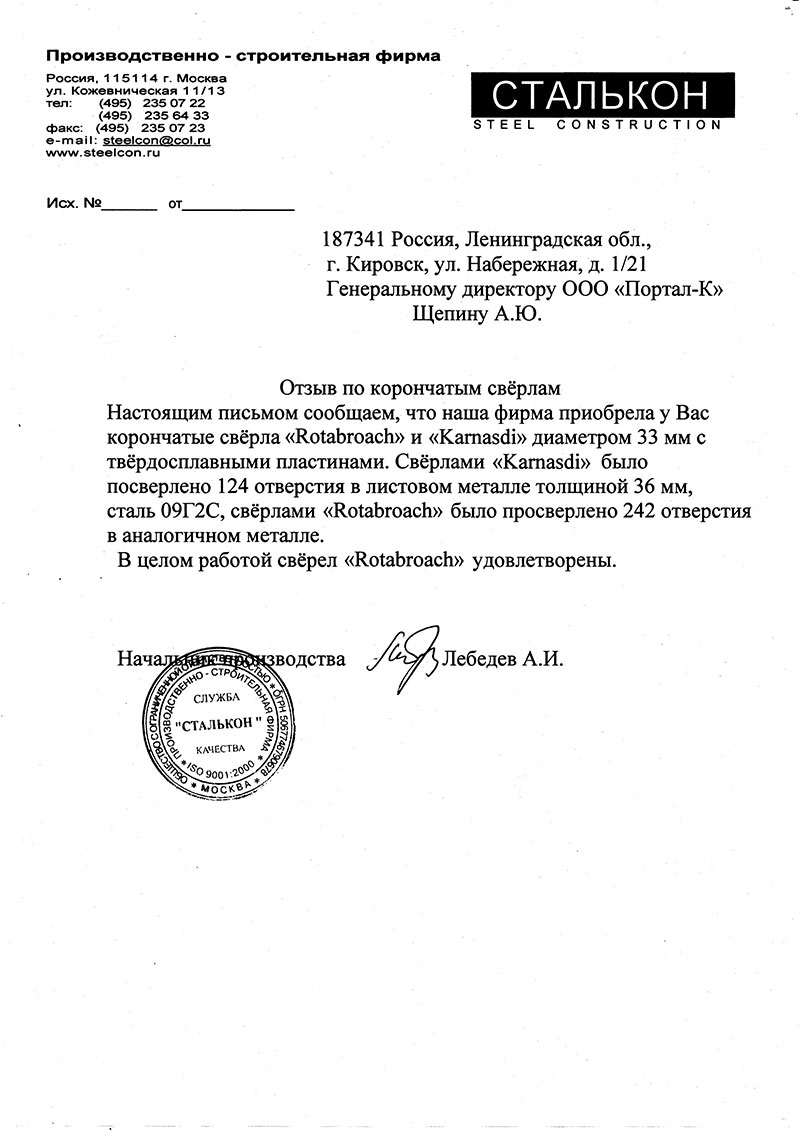 Производственно - строительная фирма
Россия, 115114 г. Москва
ул. Кожевническая 11/13
тел: (495) 235 07 22
(495) 235 64 33
факс: (495) 235 07 23
e-mail: steelcon@col.ru
www.steelcon.ru
СТАЛЬКОН
STEEL CONSTRUCTION
Исх. №_______ от______________
187341 Россия, Ленинградская обл.,
г. Кировск, ул. Набережная, д. 1/21
Генеральному директору ООО «Портал-К»
Щепину А.Ю.
Отзыв по корончатым свёрлам
Настоящим письмом сообщаем, что наша фирма приобрела у Вас
корончатые свёрла «Rotabroach» и «Karnasdi» диаметром 33 мм с
твёрдосплавными пластинами. Свёрлами «Karnasdi» было
посверлено 124 отверстия в листовом металле толщиной 36 мм,
сталь 09Г2С, свёрлами «Rotabroach» было просверлено 242 отверстия
в аналогичном металле.
В целом работой свёрел «Rotabroach» удовлетворены.
Начальник производства Лебедев А.И.
ОБЩЕСТВО С ОГРАНИЧЕННОЙ ОТВЕТСТВЕННОСТЬЮ * ОГРН 5067746790678
* МОСКВА *
ПРОИЗВОДСТВЕННО - СТРОИТЕЛЬНАЯ ФИРМА
* ISO 9001:2000 *
СЛУЖБА
"СТАЛЬКОН"
КАЧЕСТВА